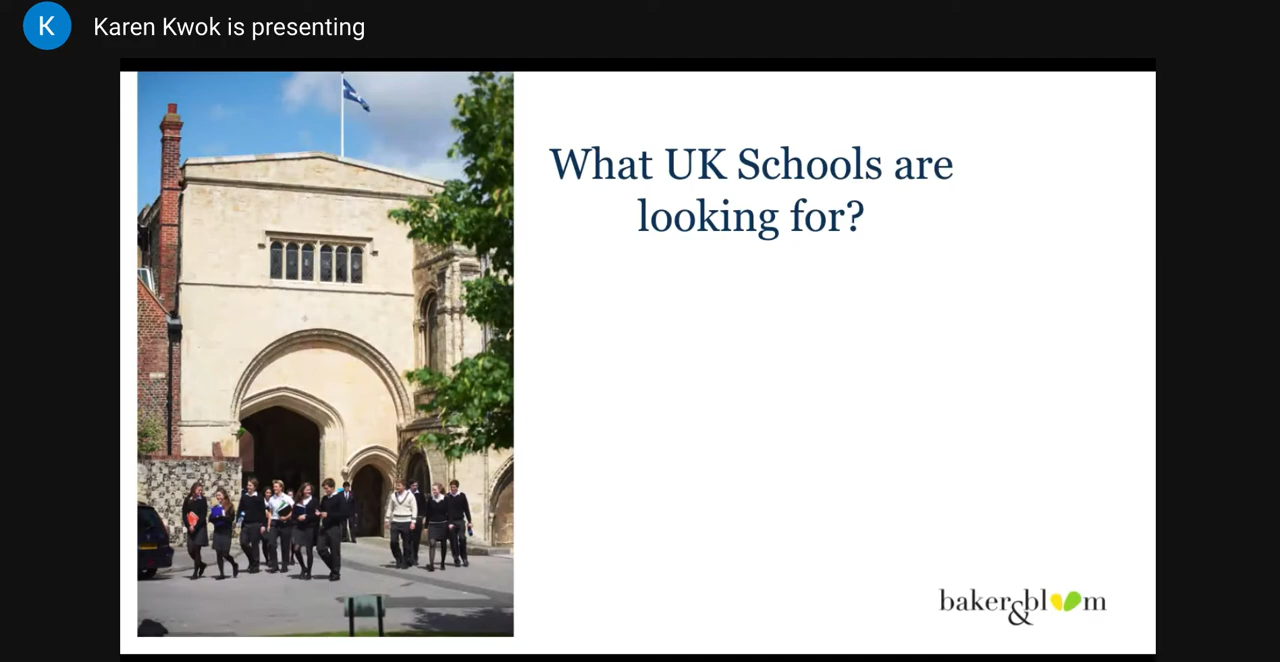 K
Karen Kwok is presenting
What UK Schools are
looking for?
baker&bloom